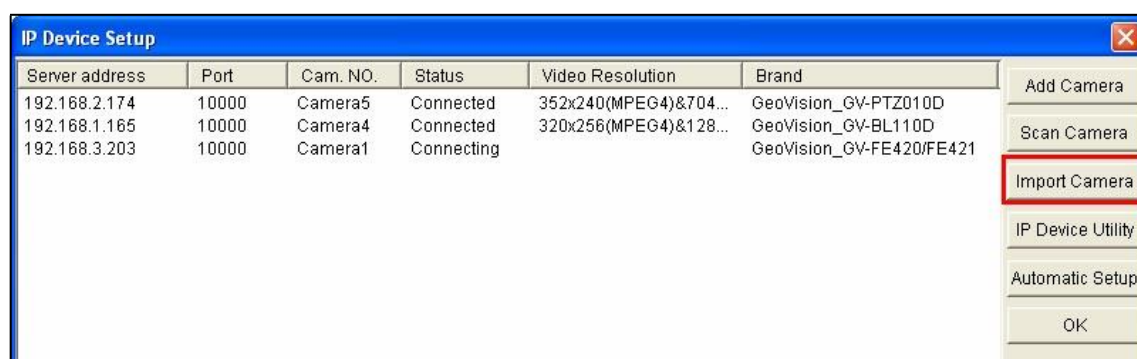 IP Device Setup
Server address Port Cam. NO. Status Video Resolution Brand
192.168.2.174 10000 Camera5 Connected 352x240(MPEG4)&704... GeoVision_GV-PTZ010D
192.168.1.165 10000 Camera4 Connected 320x256(MPEG4)&128... GeoVision_GV-BL110D
192.168.3.203 10000 Camera1 Connecting GeoVision_GV-FE420/FE421
Add Camera
Scan Camera
Import Camera
IP Device Utility
Automatic Setup
OK